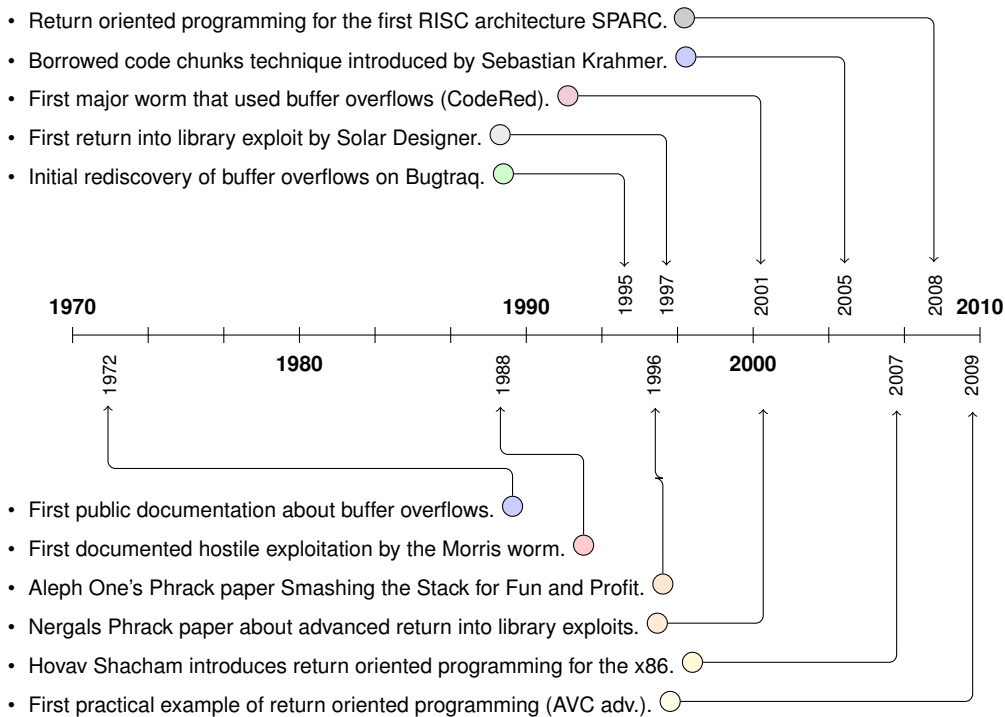 • Return oriented programming for the first RISC architecture SPARC.
• Borrowed code chunks technique introduced by Sebastian Krahmer.
• First major worm that used buffer overflows (CodeRed).
• First return into library exploit by Solar Designer.
• Initial rediscovery of buffer overflows on Bugtraq.
1995 1997 2001 2005 2008
1970 1990 2010
1980 2000
1972 1988 1996 2007 2009
• First public documentation about buffer overflows.
• First documented hostile exploitation by the Morris worm.
• Aleph One's Phrack paper Smashing the Stack for Fun and Profit.
• Nergals Phrack paper about advanced return into library exploits.
• Hovav Shacham introduces return oriented programming for the x86.
• First practical example of return oriented programming (AVC adv.).